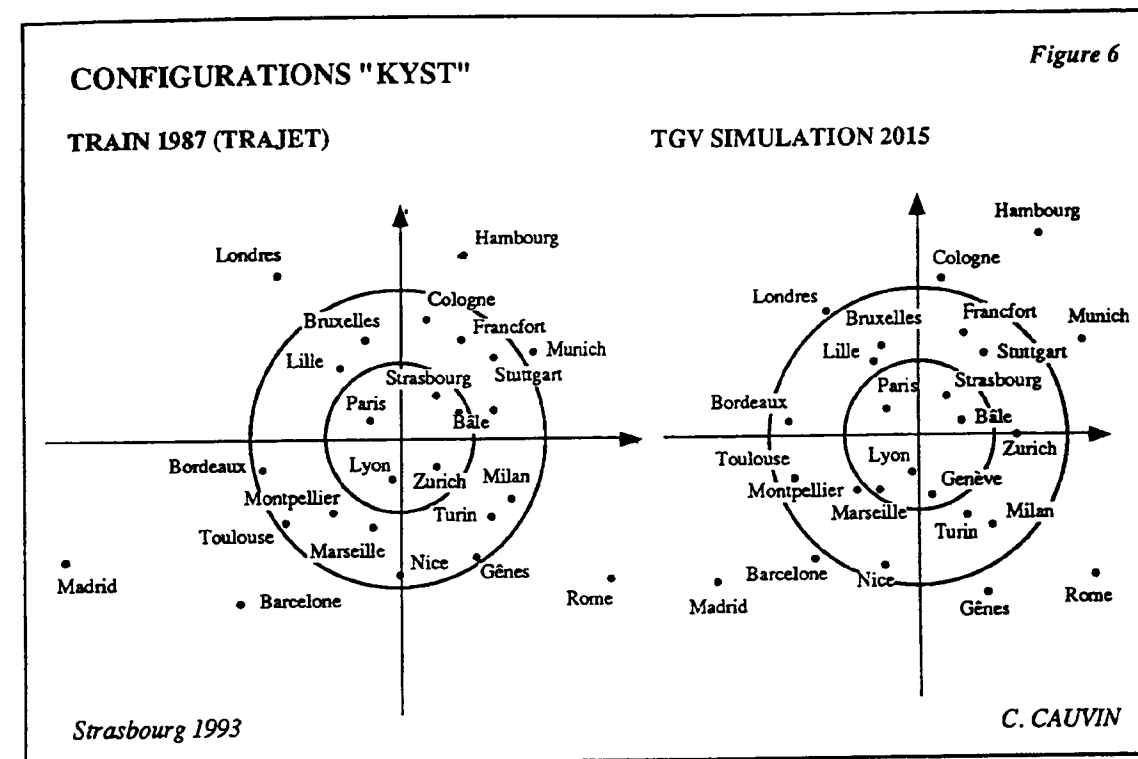 Figure 6
CONFIGURATIONS "KYST"
TRAIN 1987 (TRAJET)
Hambourg
Londres
Cologne
Bruxelles
Francfort
Munich
Lille
Stuttgart
Strasbourg
Paris
Bâle
Bordeaux
Lyon
Zurich
Milan
Montpellier
Turin
Toulouse
Marseille
Nice
Gênes
Madrid
Barcelone
Rome
TGV SIMULATION 2015
Hambourg
Cologne
Londres
Bruxelles
Francfort
Munich
Lille
Stuttgart
Paris
Strasbourg
Bordeaux
Bâle
Zurich
Toulouse
Lyon
Genève
Montpellier
Marseille
Turin
Milan
Barcelone
Nice
Madrid
Gênes
Rome
Strasbourg 1993
C. CAUVIN